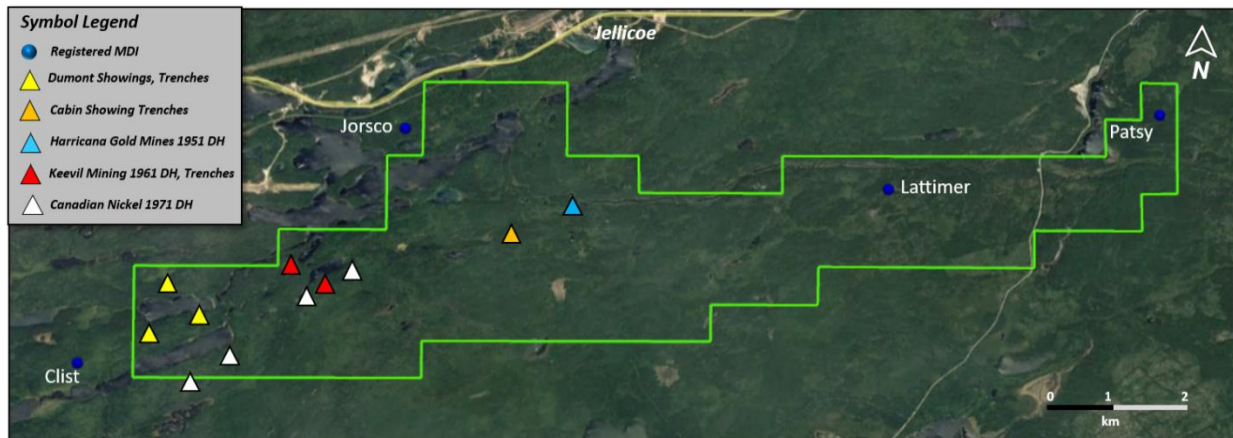 Symbol Legend
Registered MDI
Dumont Showings, Trenches
Cabin Showing Trenches
Harricana Gold Mines 1951 DH
Keevil Mining 1961 DH, Trenches
Canadian Nickel 1971 DH
Jellicoe
N
Jorsco
Patsy
Lattimer
Clist
0 1 2
km